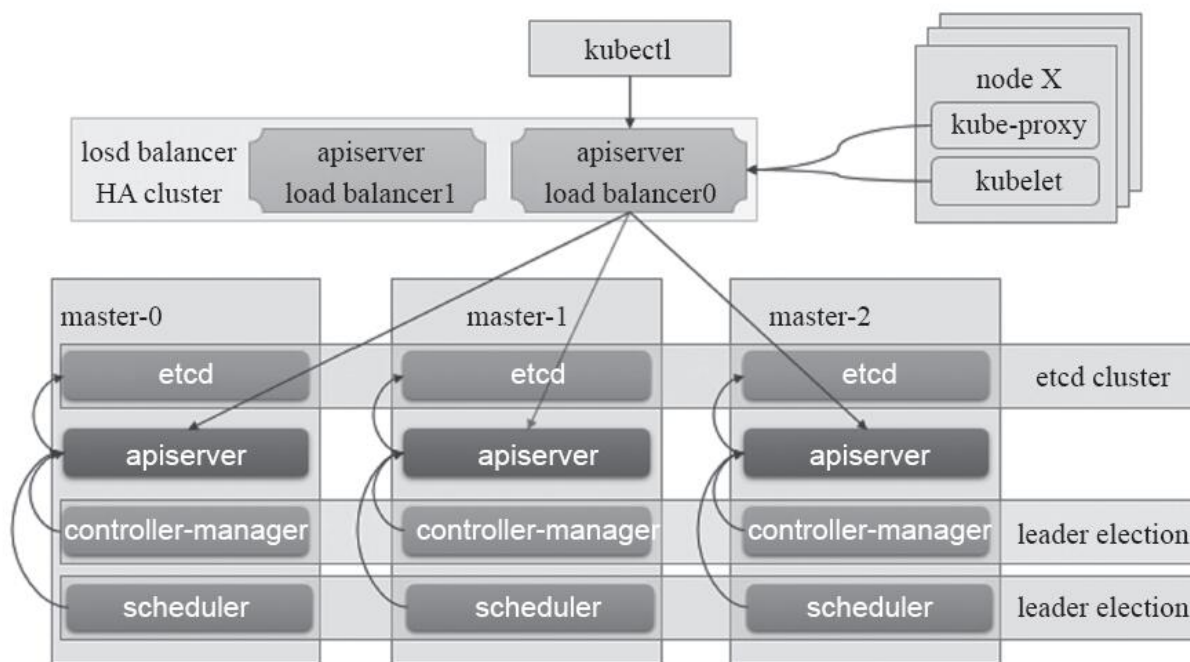 kubectl
node X
kube-proxy
kubelet
losd balancer
HA cluster
apiserver
load balancer1
apiserver
load balancer0
master-0
master-1
master-2
etcd
etcd
etcd
etcd cluster
apiserver
apiserver
apiserver
controller-manager
controller-manager
controller-manager
leader election
scheduler
scheduler
scheduler
leader election